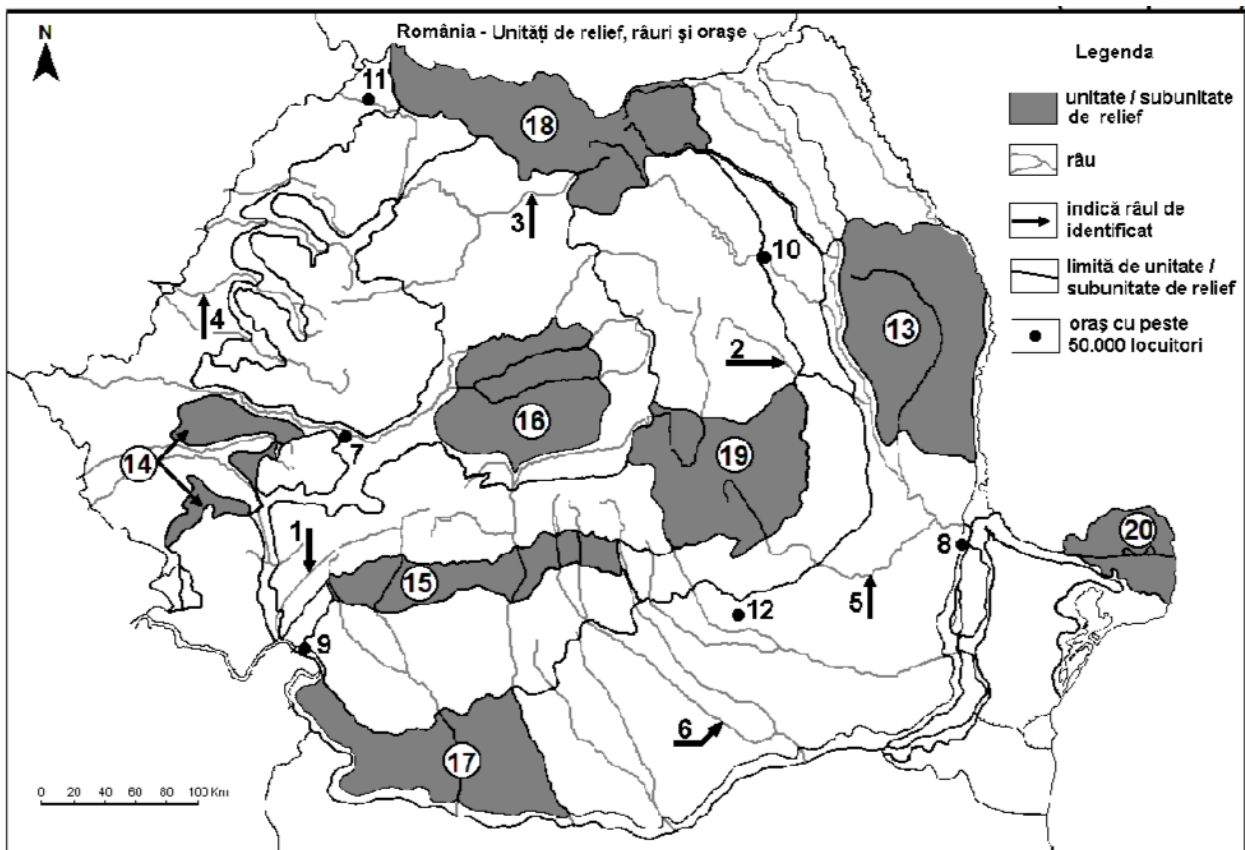 România - Unități de relief, râuri și orașe
N
Legenda
unitate / subunitate
de relief
râu
indică râul de
identificat
limită de unitate /
subunitate de relief
oraș cu peste
50.000 locuitori
11
18
3
10
4
13
2
16
7
14
19
1
20
8
15
5
12
9
6
17
0 20 40 60 80 100 Km